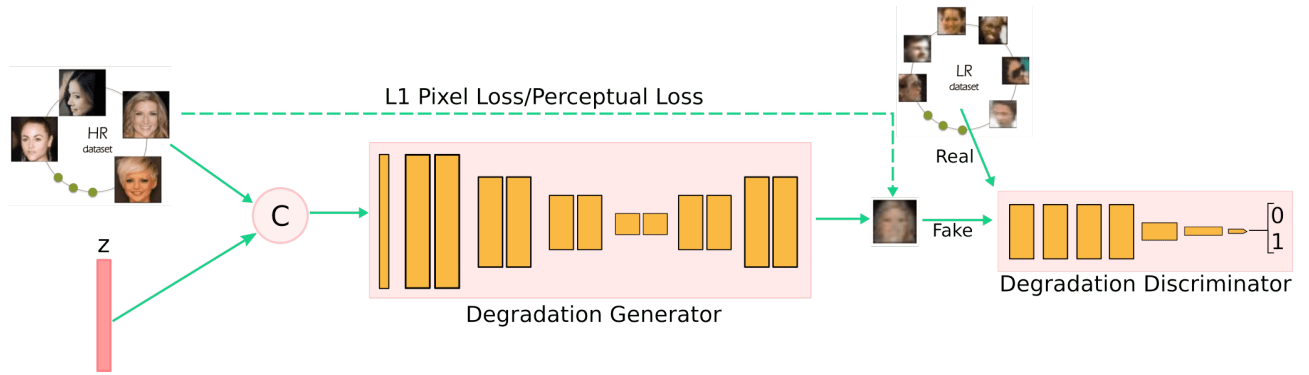 HR
dataset
z
C
L1 Pixel Loss/Perceptual Loss
Degradation Generator
LR
dataset
Real
Fake
0
1
Degradation Discriminator